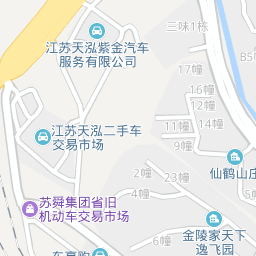 三味1栋
江苏天泓紫金汽车
服务有限公司
17幢
16幢
12幢
11幢
9幢
江苏天泓二手车
交易市场
仙鹤山庄
2幢
22幢
23幢
苏舜集团省旧
机动车交易市场
16幢
金陵家天下
逸飞园